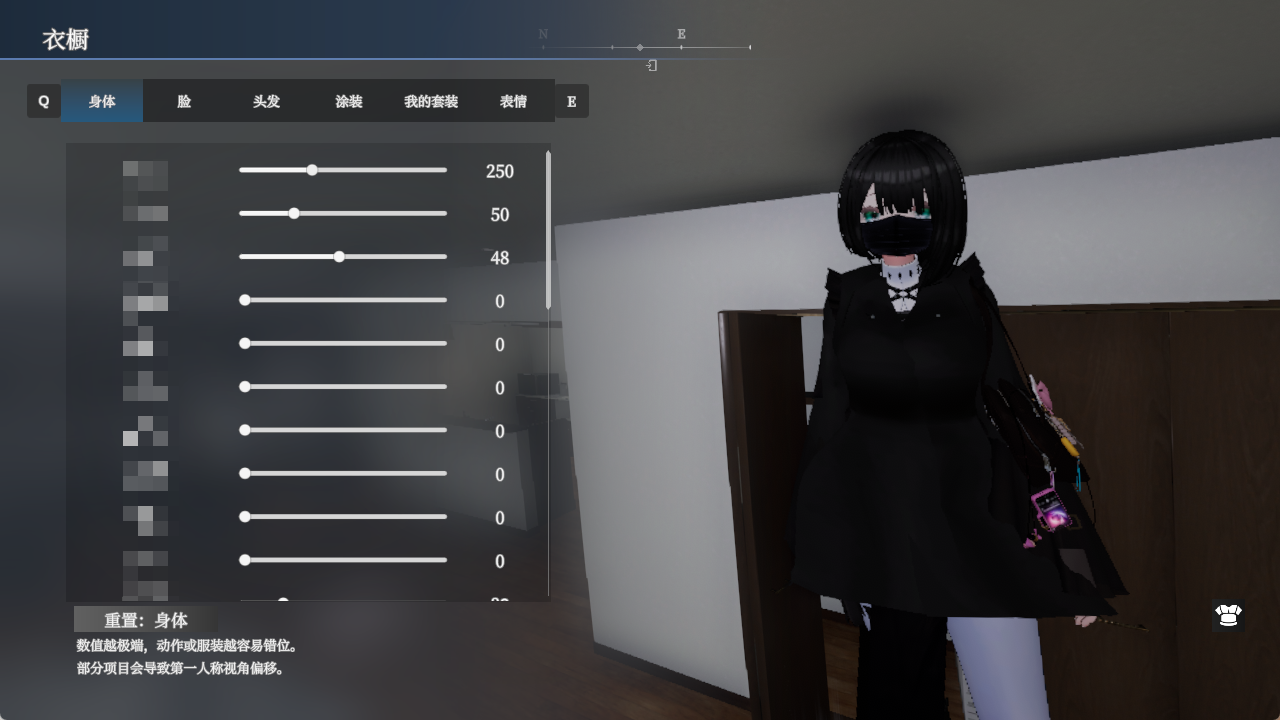 衣橱
N
E
Q
身体
脸
头发
涂装
我的套装
表情
E
250
50
48
0
0
0
0
0
0
0
重置：身体
数值越极端，动作或服装越容易错位。
部分项目会导致第一人称视角偏移。